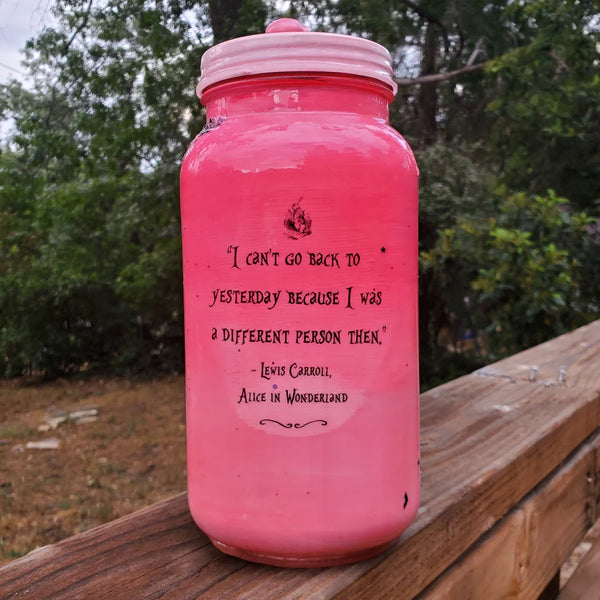 "I can't go back to
yesterday because I was
a different person then."
- Lewis Carroll,
Alice in Wonderland